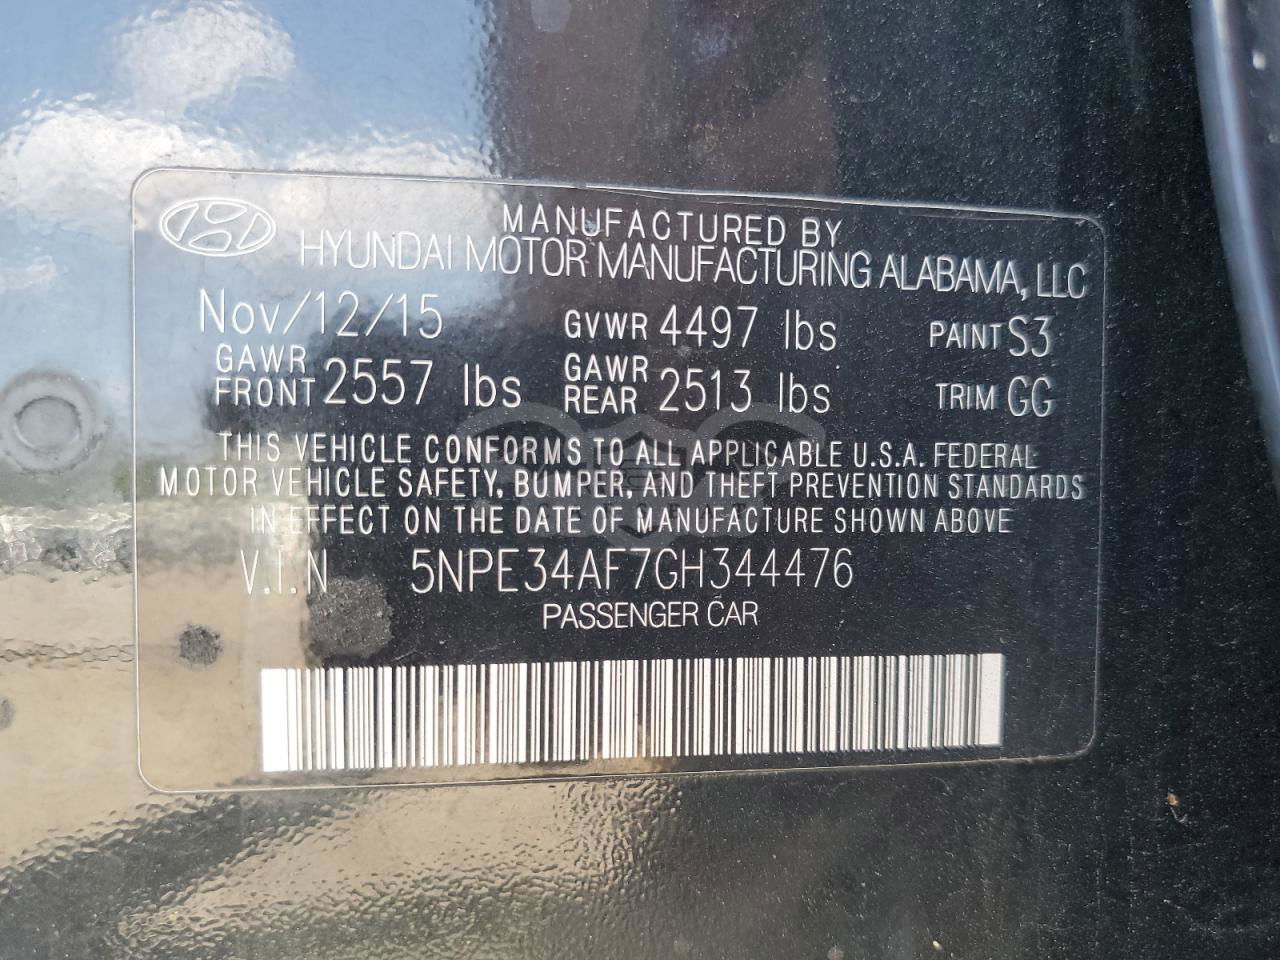 MANUFACTURED BY
HYUNDAI MOTOR MANUFACTURING ALABAMA, LLC
Nov/12/15 GVWR 4497 lbs PAINT S3
GAWR FRONT 2557 lbs GAWR REAR 2513 lbs TRIM GG
THIS VEHICLE CONFORMS TO ALL APPLICABLE U.S.A. FEDERAL
MOTOR VEHICLE SAFETY, BUMPER, AND THEFT PREVENTION STANDARDS
IN EFFECT ON THE DATE OF MANUFACTURE SHOWN ABOVE
V.I.N 5NPE34AF7GH344476
PASSENGER CAR